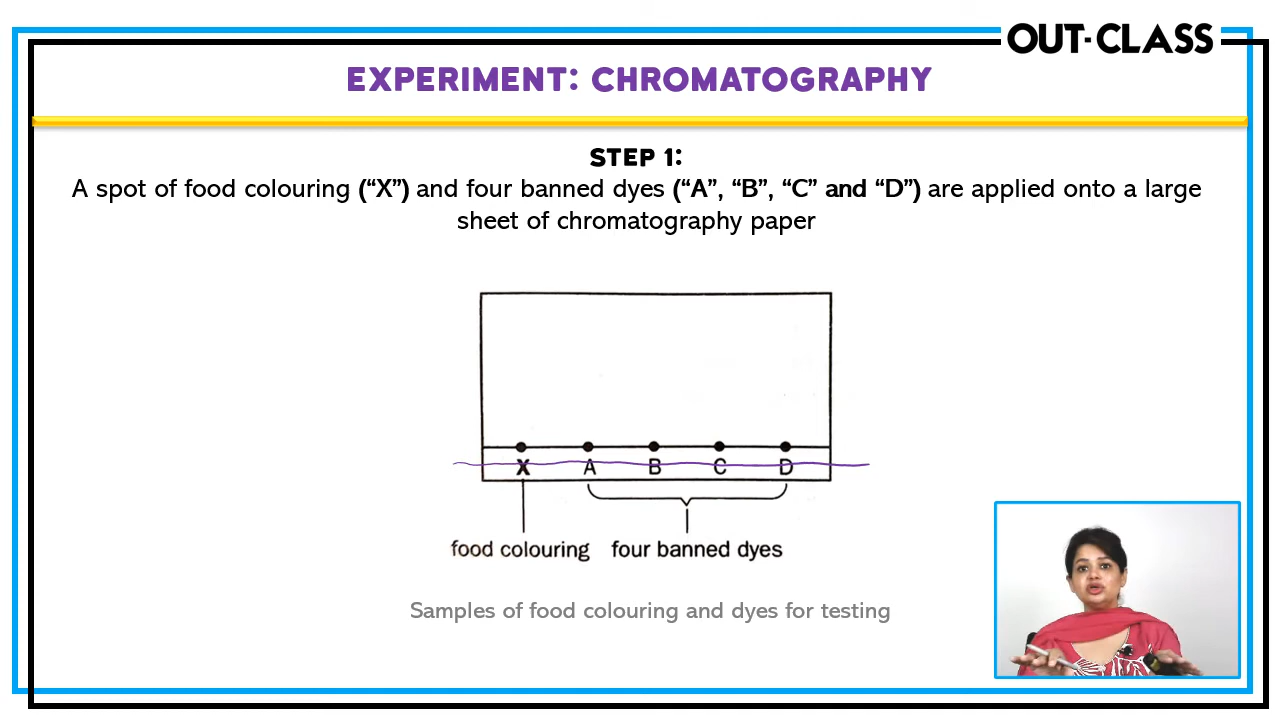 OUT-CLASS
EXPERIMENT: CHROMATOGRAPHY
STEP 1:
A spot of food colouring (“X”) and four banned dyes (“A”, “B”, “C” and “D”) are applied onto a large
sheet of chromatography paper
X A B C D
food colouring four banned dyes
Samples of food colouring and dyes for testing